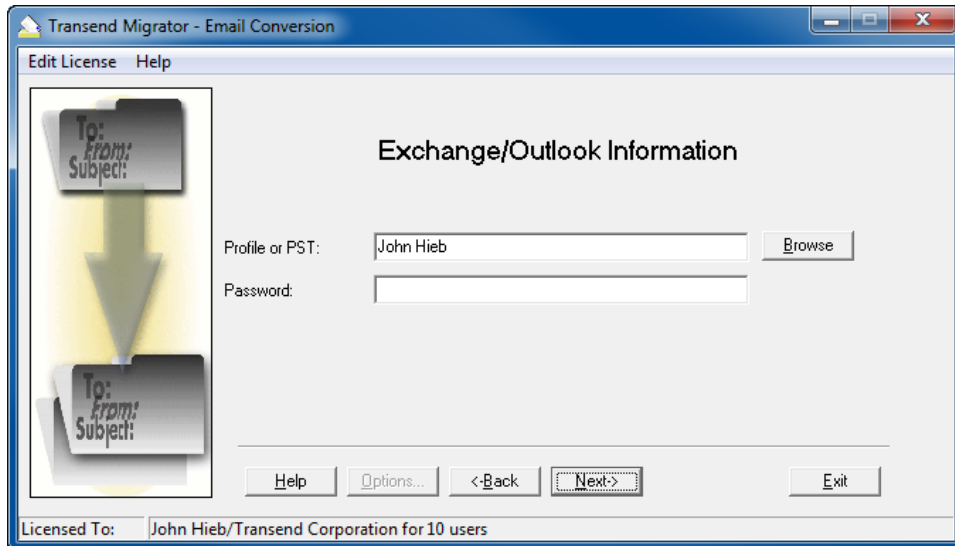 Transend Migrator - Email Conversion
Edit License Help
To:
From:
Subject:
Exchange/Outlook Information
Profile or PST: John Hieb Browse
Password:
To:
From:
Subject:
Help Options... <-Back Next-> Exit
Licensed To: John Hieb/Transend Corporation for 10 users